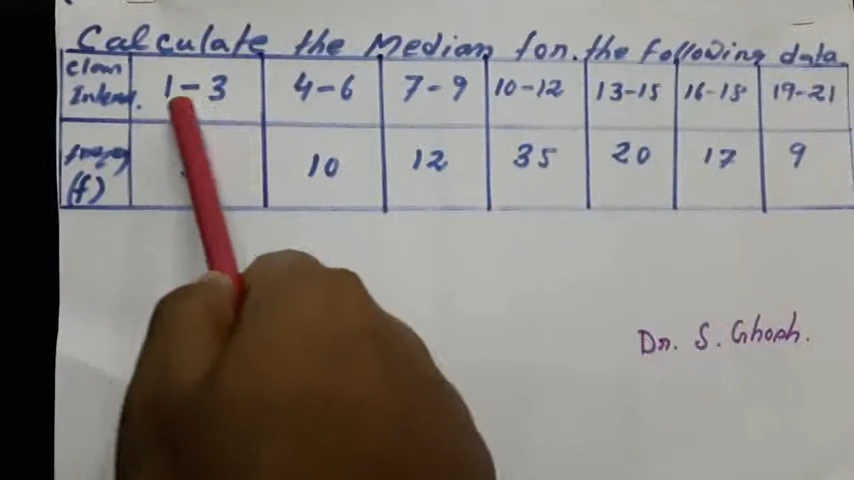 Calculate the Median for. the following data.
Class 1-3 4-6 7-9 10-12 13-15 16-18 19-21
(f) 10 12 35 20 17 9
Dr. S. Ghosh.